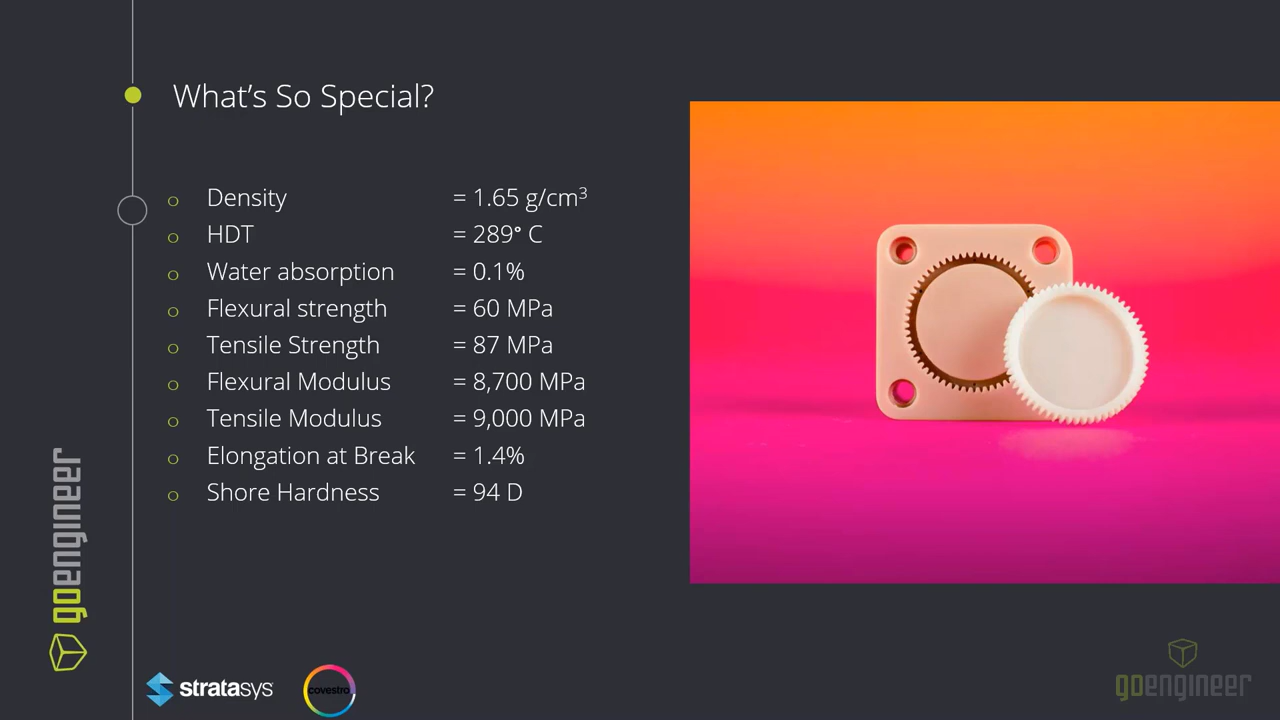 What's So Special?
o Density = 1.65 g/cm³
o HDT = 289° C
o Water absorption = 0.1%
o Flexural strength = 60 MPa
o Tensile Strength = 87 MPa
o Flexural Modulus = 8,700 MPa
o Tensile Modulus = 9,000 MPa
o Elongation at Break = 1.4%
o Shore Hardness = 94 D
goengineer
stratasys
covestro
goengineer